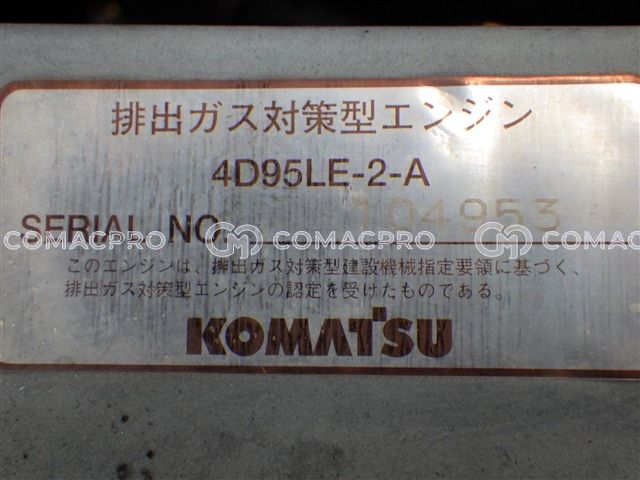 排出ガス対策型エンジン
4D95LE-2-A
SERIAL NO. 104953
COMACPRO COMACPRO COMACPRO
このエンジンは、排出ガス対策型建設機械指定要領に基づく、
排出ガス対策型エンジンの認定を受けたものである。
KOMATSU